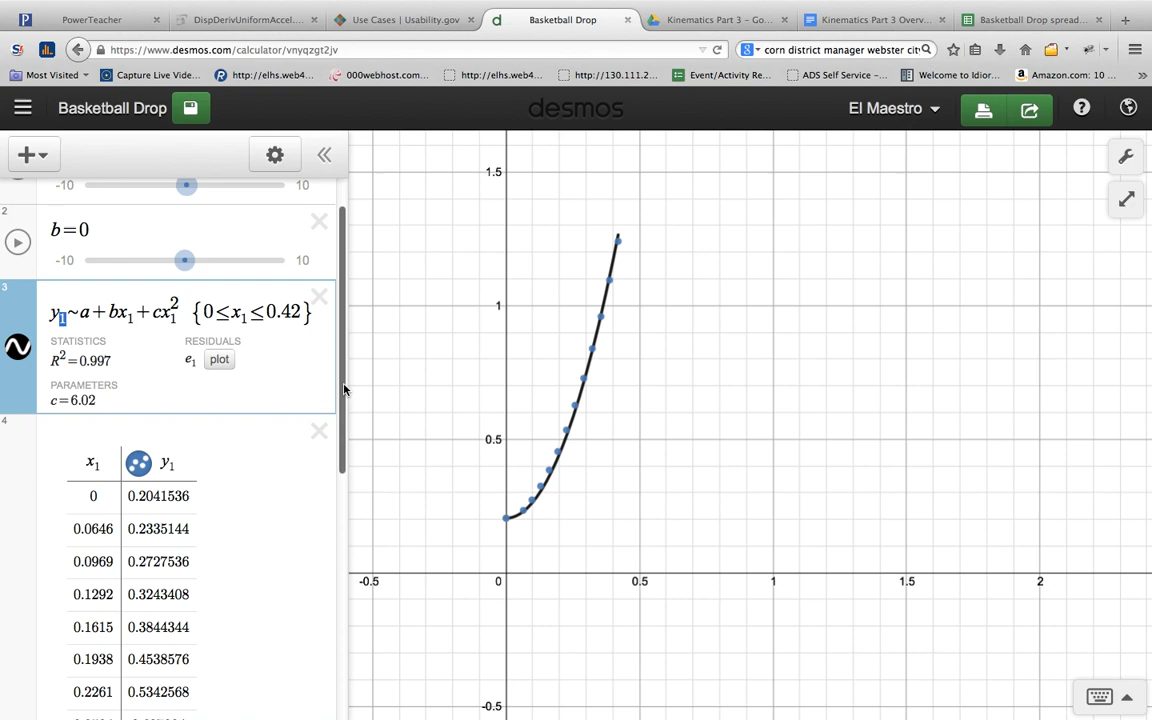 PowerTeacher × DispDerivUniformAccel.... × Use Cases | Usability.gov × Basketball Drop × Kinematics Part 3 – Go... × Kinematics Part 3 Overv... × Basketball Drop spread... × +
https://www.desmos.com/calculator/vnyqzgt2jv corn district manager webster city
Most Visited Capture Live Vide... http://elhs.web4... 000webhost.com... http://elhs.web4... http://130.111.2... Event/Activity Re... ADS Self Service –... Welcome to Idior... Amazon.com: 10 ... »
Basketball Drop desmos El Maestro
-10 10
2
b=0
-10 10
3
y₁~a+bx₁+cx₁² {0≤x₁≤0.42}
STATISTICS RESIDUALS
R²=0.997 e₁ plot
PARAMETERS
c=6.02
4
x₁ y₁
0 0.2041536
0.0646 0.2335144
0.0969 0.2727536
0.1292 0.3243408
0.1615 0.3844344
0.1938 0.4538576
0.2261 0.5342568
1.5
1
0.5
-0.5 0 0.5 1 1.5 2
-0.5